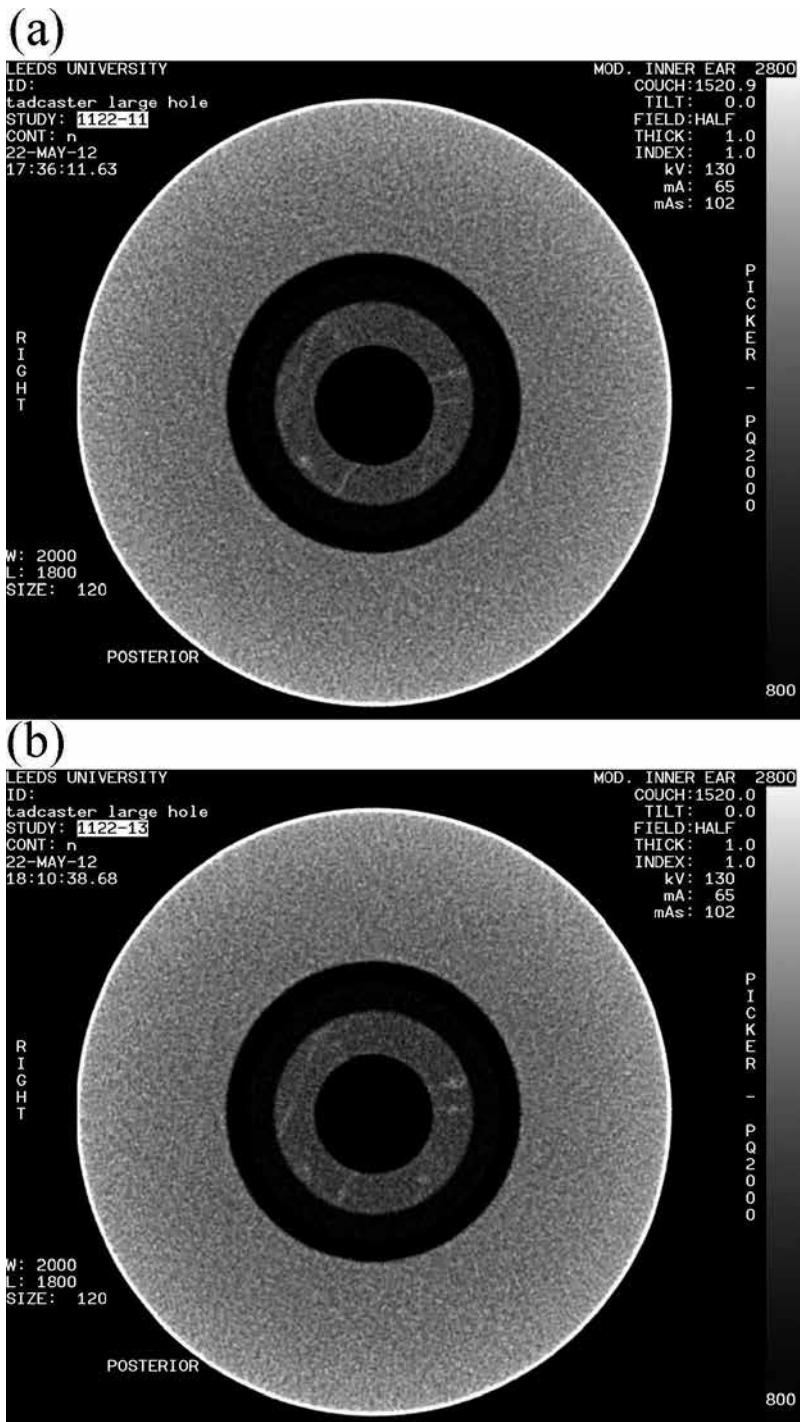 (a)
LEEDS UNIVERSITY
ID:
tadcaster large hole
STUDY: 1122-11
CONT: n
22-MAY-12
17:36:11.63
MOD. INNER EAR 2800
COUCH:1520.9
TILT: 0.0
FIELD:HALF
THICK: 1.0
INDEX: 1.0
kV: 130
mA: 65
mAs: 102
RIGHT
PICKER - PQ2000
W: 2000
L: 1800
SIZE: 120
POSTERIOR
800
(b)
LEEDS UNIVERSITY
ID:
tadcaster large hole
STUDY: 1122-13
CONT: n
22-MAY-12
18:10:38.68
MOD. INNER EAR 2800
COUCH:1520.0
TILT: 0.0
FIELD:HALF
THICK: 1.0
INDEX: 1.0
kV: 130
mA: 65
mAs: 102
RIGHT
PICKER - PQ2000
W: 2000
L: 1800
SIZE: 120
POSTERIOR
800